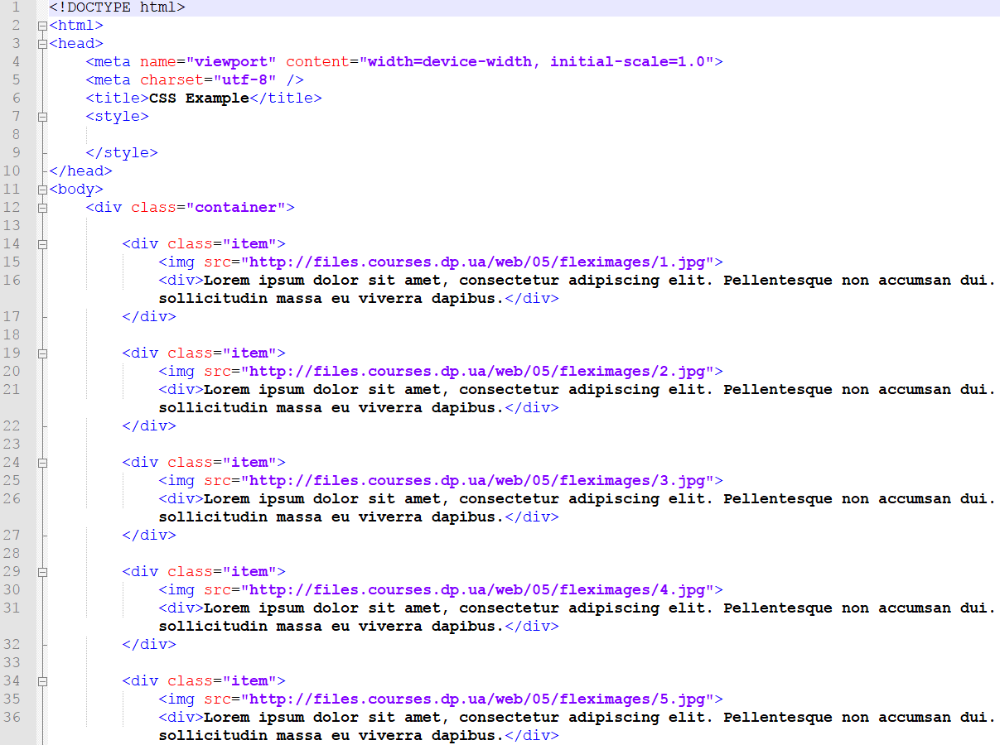 1 <!DOCTYPE html>
2 <html>
3 <head>
4 <meta name="viewport" content="width=device-width, initial-scale=1.0">
5 <meta charset="utf-8" />
6 <title>CSS Example</title>
7 <style>
8
9 </style>
10 </head>
11 <body>
12 <div class="container">
13
14 <div class="item">
15 <img src="http://files.courses.dp.ua/web/05/fleximages/1.jpg">
16 <div>Lorem ipsum dolor sit amet, consectetur adipiscing elit. Pellentesque non accumsan dui.
sollicitudin massa eu viverra dapibus.</div>
17 </div>
18
19 <div class="item">
20 <img src="http://files.courses.dp.ua/web/05/fleximages/2.jpg">
21 <div>Lorem ipsum dolor sit amet, consectetur adipiscing elit. Pellentesque non accumsan dui.
sollicitudin massa eu viverra dapibus.</div>
22 </div>
23
24 <div class="item">
25 <img src="http://files.courses.dp.ua/web/05/fleximages/3.jpg">
26 <div>Lorem ipsum dolor sit amet, consectetur adipiscing elit. Pellentesque non accumsan dui.
sollicitudin massa eu viverra dapibus.</div>
27 </div>
28
29 <div class="item">
30 <img src="http://files.courses.dp.ua/web/05/fleximages/4.jpg">
31 <div>Lorem ipsum dolor sit amet, consectetur adipiscing elit. Pellentesque non accumsan dui.
sollicitudin massa eu viverra dapibus.</div>
32 </div>
33
34 <div class="item">
35 <img src="http://files.courses.dp.ua/web/05/fleximages/5.jpg">
36 <div>Lorem ipsum dolor sit amet, consectetur adipiscing elit. Pellentesque non accumsan dui.
sollicitudin massa eu viverra dapibus.</div>